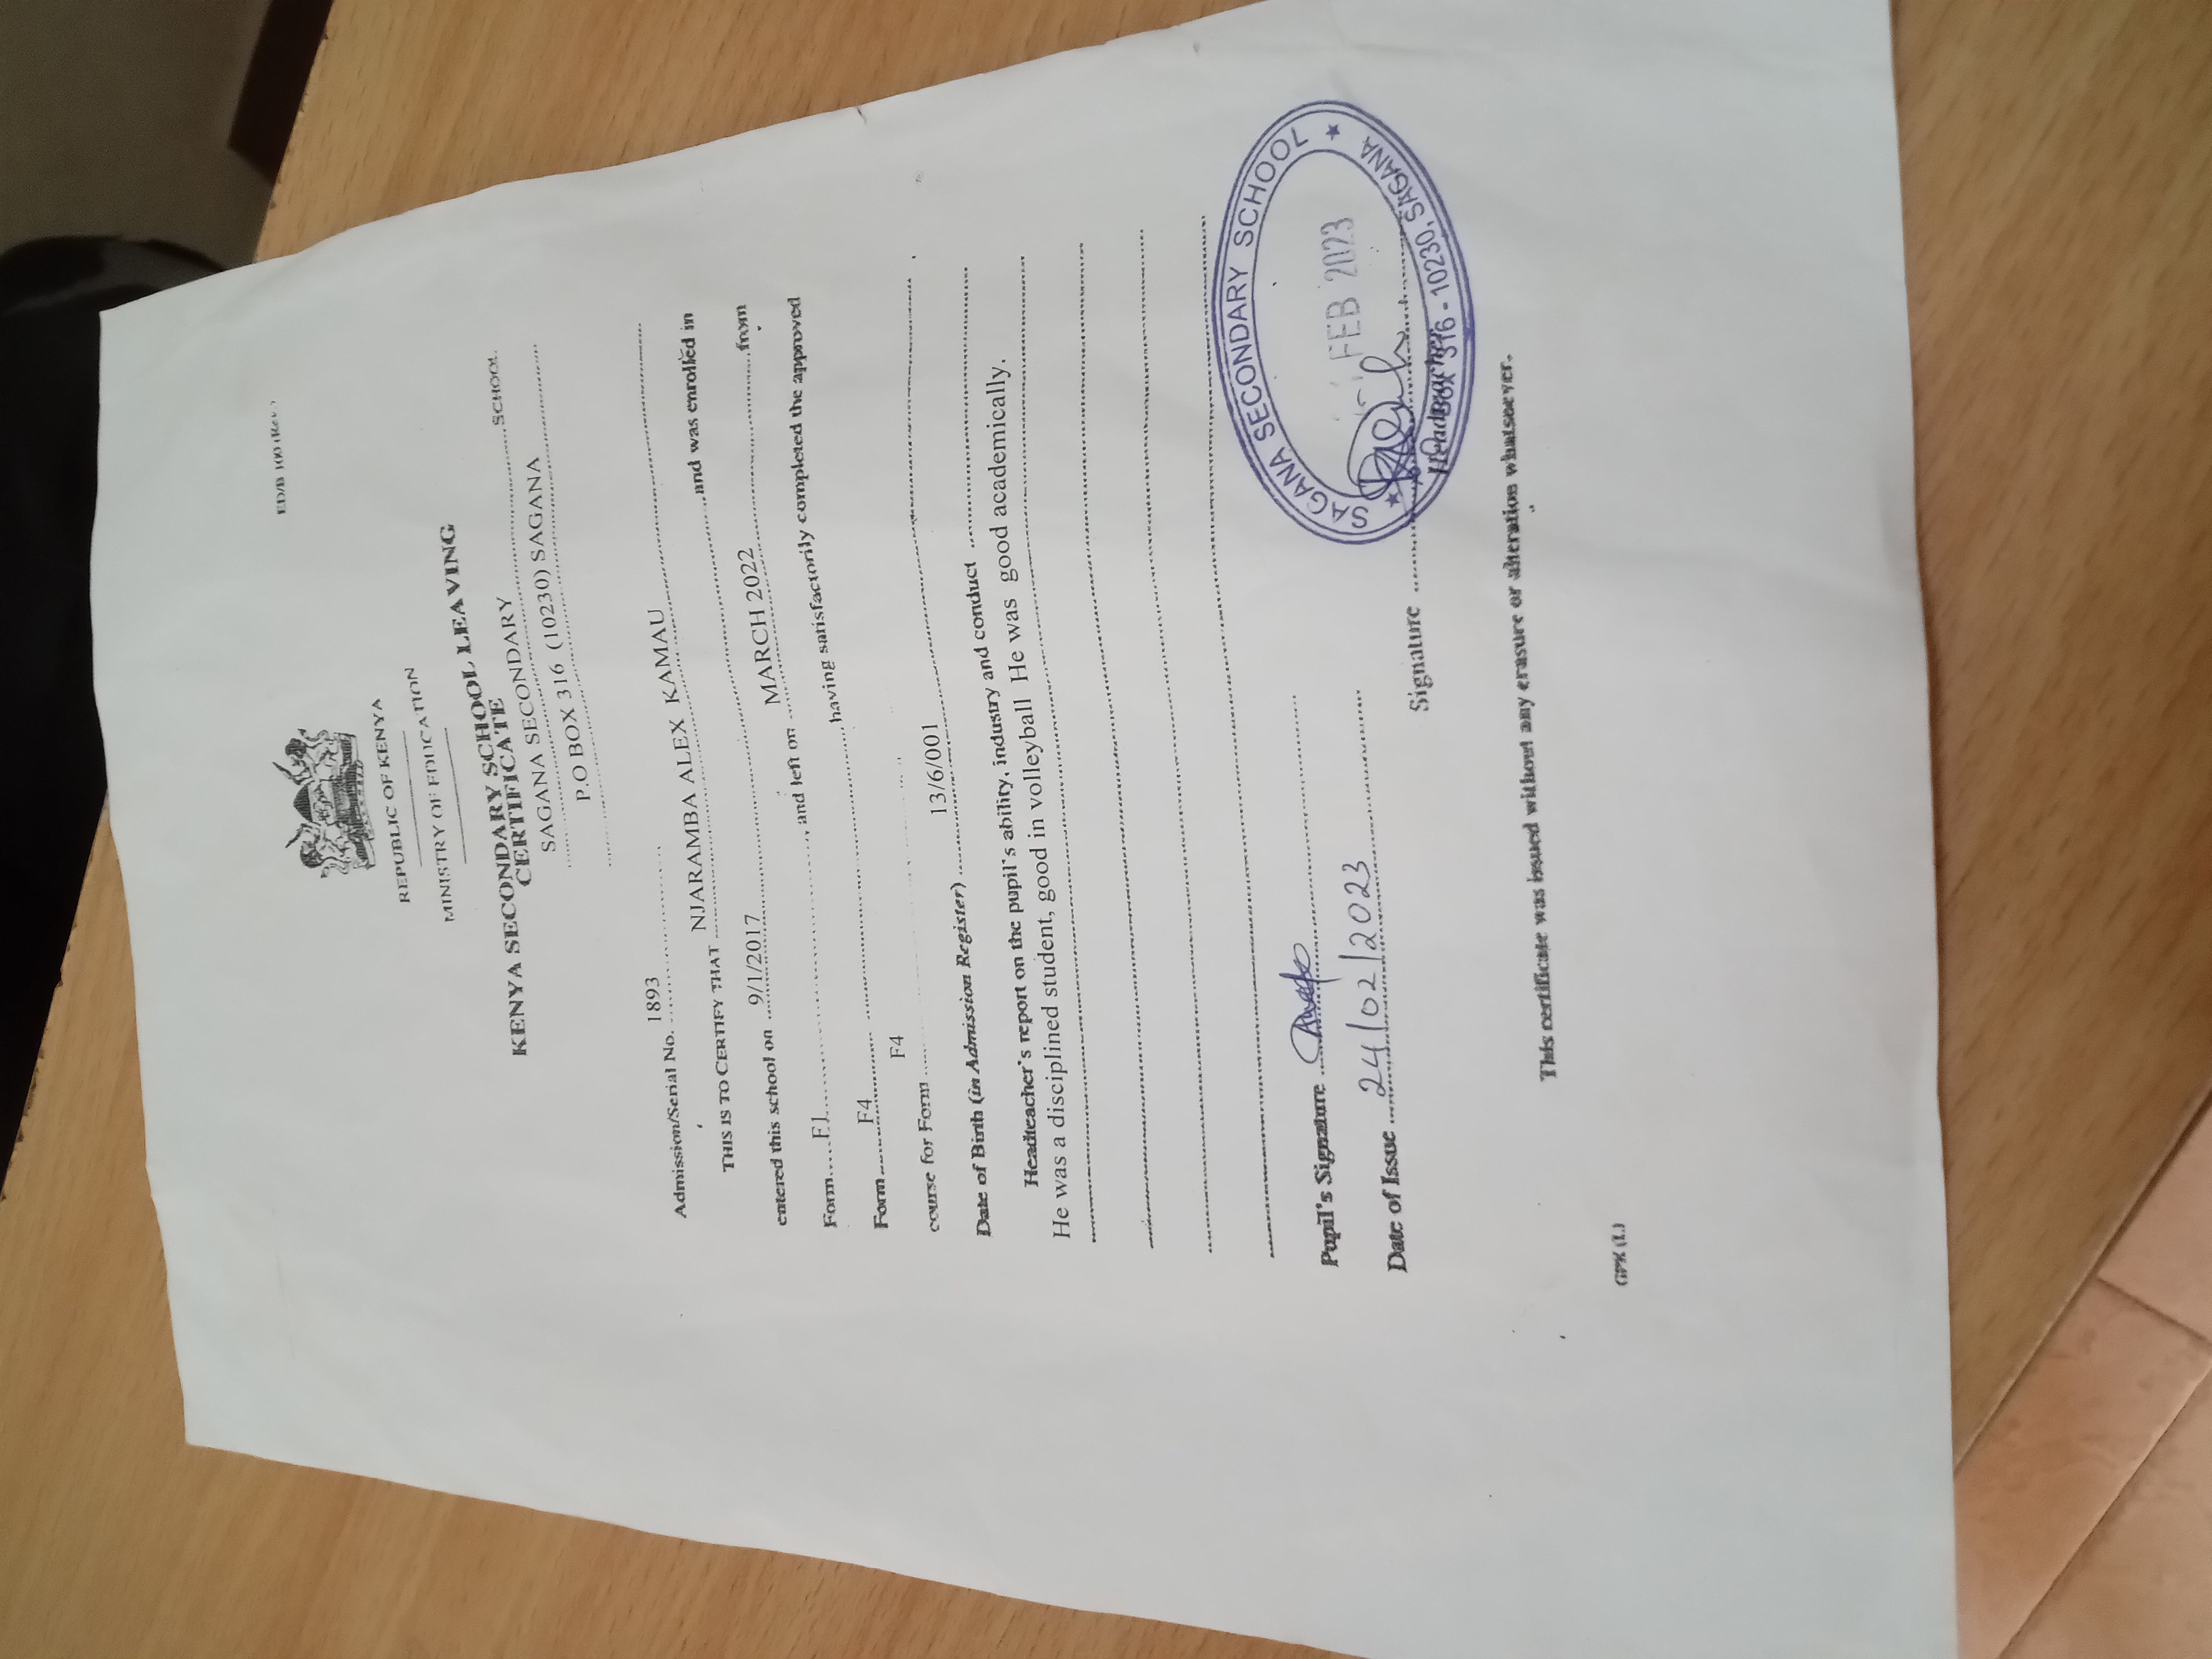 ED/B 100 (Rev.)
REPUBLIC OF KENYA
MINISTRY OF EDUCATION
KENYA SECONDARY SCHOOL LEAVING
CERTIFICATE
SAGANA SECONDARY SCHOOL
P.O BOX 316 (10230) SAGANA
Admission/Serial No. 1893
THIS IS TO CERTIFY THAT NJARAMBA ALEX KAMAU
entered this school on 9/1/2017 and was enrolled in
Form F1, and left on MARCH 2022 from
Form F4 having satisfactorily completed the approved
course for Form F4
Date of Birth (in Admission Register) 13/6/001
Headteacher's report on the pupil's ability, industry and conduct
He was a disciplined student, good in volleyball He was good academically.
Pupil's Signature
Date of Issue 24/02/2023
Signature
Headteacher
SAGANA SECONDARY SCHOOL
FEB 2023
Box 316 - 10230, SAGANA
This certificate was issued without any erasure or alteration whatsoever.
GPK (L)